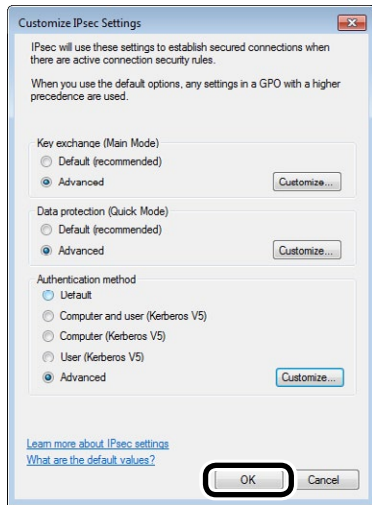 Customize IPsec Settings
IPsec will use these settings to establish secured connections when
there are active connection security rules.
When you use the default options, any settings in a GPO with a higher
precedence are used.
Key exchange (Main Mode)
Default (recommended)
Advanced
Customize...
Data protection (Quick Mode)
Default (recommended)
Advanced
Customize...
Authentication method
Default
Computer and user (Kerberos V5)
Computer (Kerberos V5)
User (Kerberos V5)
Advanced
Customize...
Learn more about IPsec settings
What are the default values?
OK
Cancel